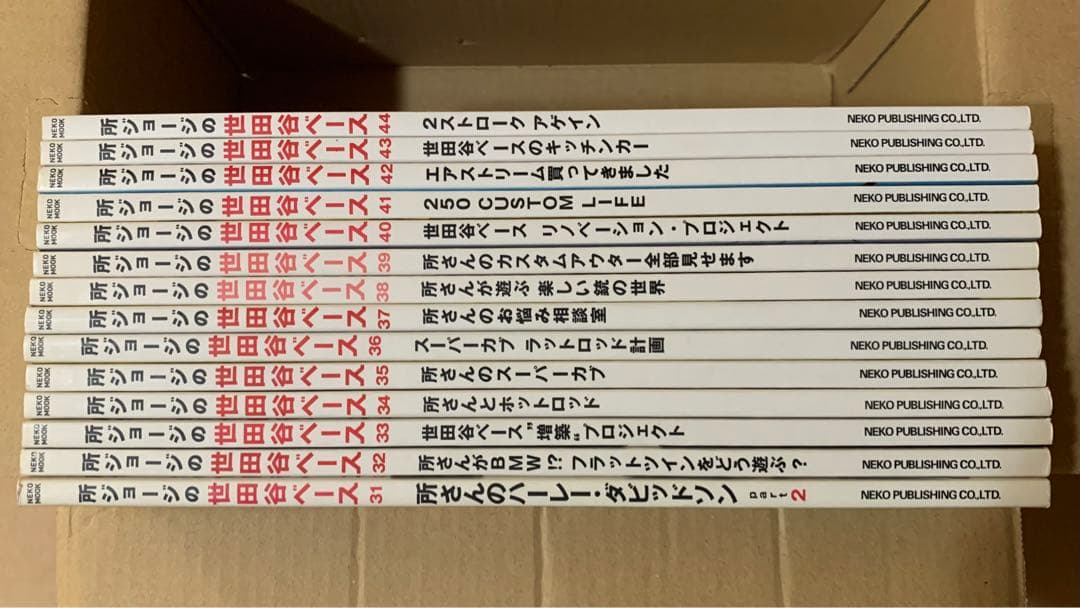 NEKO MOOK 所ジョージの世田谷ベース 44 2ストローク アゲイン NEKO PUBLISHING CO.,LTD.
NEKO MOOK 所ジョージの世田谷ベース 43 世田谷ベースのキッチンカー NEKO PUBLISHING CO.,LTD.
NEKO MOOK 所ジョージの世田谷ベース 42 エアストリーム買ってきました NEKO PUBLISHING CO.,LTD.
NEKO MOOK 所ジョージの世田谷ベース 41 250 CUSTOM LIFE NEKO PUBLISHING CO.,LTD.
NEKO MOOK 所ジョージの世田谷ベース 40 世田谷ベース リノベーション・プロジェクト NEKO PUBLISHING CO.,LTD.
NEKO MOOK 所ジョージの世田谷ベース 39 所さんのカスタムアウター全部見せます NEKO PUBLISHING CO.,LTD.
NEKO MOOK 所ジョージの世田谷ベース 38 所さんが遊ぶ楽しい銃の世界 NEKO PUBLISHING CO.,LTD.
NEKO MOOK 所ジョージの世田谷ベース 37 所さんのお悩み相談室 NEKO PUBLISHING CO.,LTD.
NEKO MOOK 所ジョージの世田谷ベース 36 スーパーカブ ラットロッド計画 NEKO PUBLISHING CO.,LTD.
NEKO MOOK 所ジョージの世田谷ベース 35 所さんのスーパーカブ NEKO PUBLISHING CO.,LTD.
NEKO MOOK 所ジョージの世田谷ベース 34 所さんとホットロッド NEKO PUBLISHING CO.,LTD.
NEKO MOOK 所ジョージの世田谷ベース 33 世田谷ベース"増築"プロジェクト NEKO PUBLISHING CO.,LTD.
NEKO MOOK 所ジョージの世田谷ベース 32 所さんがBMW!? フラットツインをどう遊ぶ? NEKO PUBLISHING CO.,LTD.
NEKO MOOK 所ジョージの世田谷ベース 31 所さんのハーレー・ダビッドソン part 2 NEKO PUBLISHING CO.,LTD.